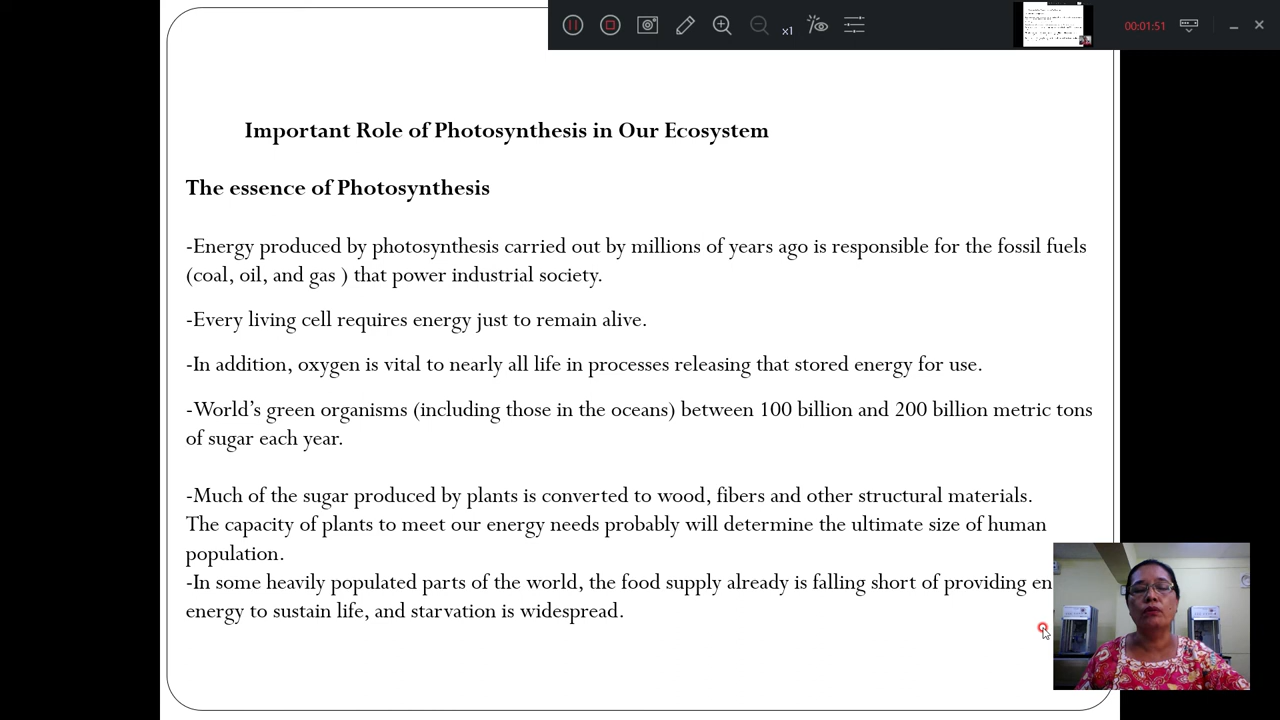 x1
00:01:51
Important Role of Photosynthesis in Our Ecosystem
The essence of Photosynthesis
-Energy produced by photosynthesis carried out by millions of years ago is responsible for the fossil fuels
(coal, oil, and gas ) that power industrial society.
-Every living cell requires energy just to remain alive.
-In addition, oxygen is vital to nearly all life in processes releasing that stored energy for use.
-World’s green organisms (including those in the oceans) between 100 billion and 200 billion metric tons
of sugar each year.
-Much of the sugar produced by plants is converted to wood, fibers and other structural materials.
The capacity of plants to meet our energy needs probably will determine the ultimate size of human
population.
-In some heavily populated parts of the world, the food supply already is falling short of providing en
energy to sustain life, and starvation is widespread.